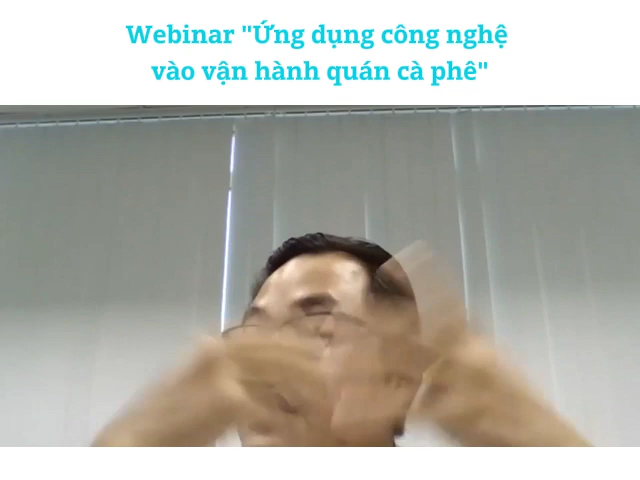 Webinar "Ứng dụng công nghệ
vào vận hành quán cà phê"